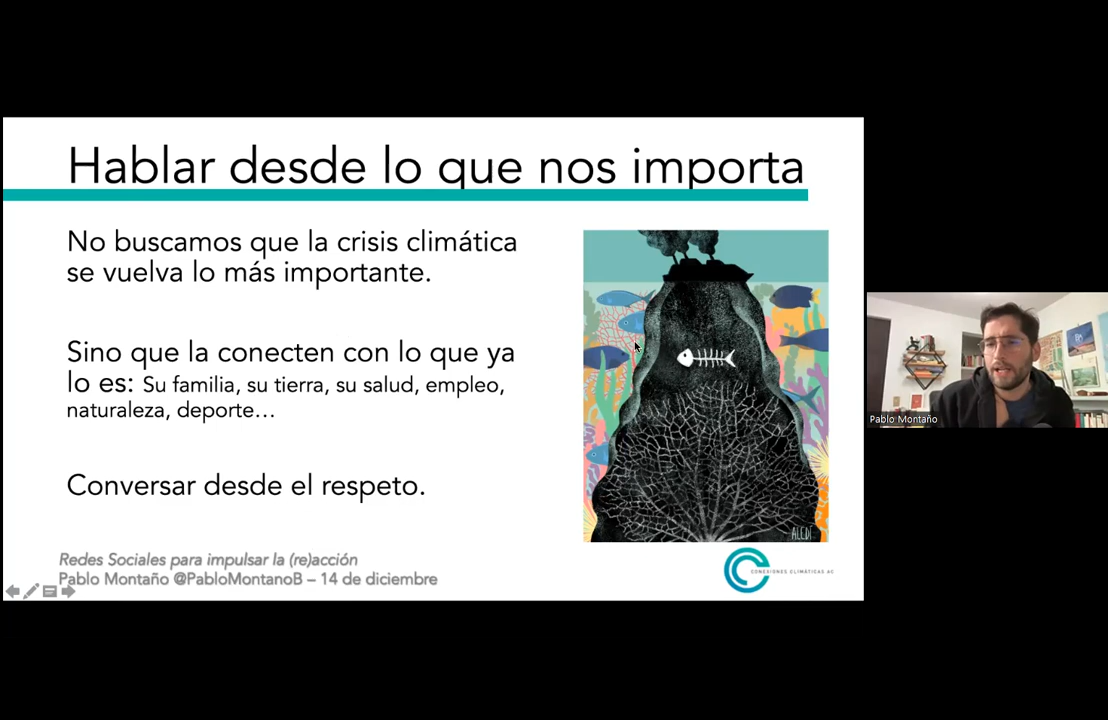 Hablar desde lo que nos importa
No buscamos que la crisis climática
se vuelva lo más importante.
Sino que la conecten con lo que ya
lo es: Su familia, su tierra, su salud, empleo,
naturaleza, deporte…
Conversar desde el respeto.
ALEDÍ
Redes Sociales para impulsar la (re)acción
Pablo Montaño @PabloMontanoB – 14 de diciembre
CONEXIONES CLIMÁTICAS AC
Pablo Montaño